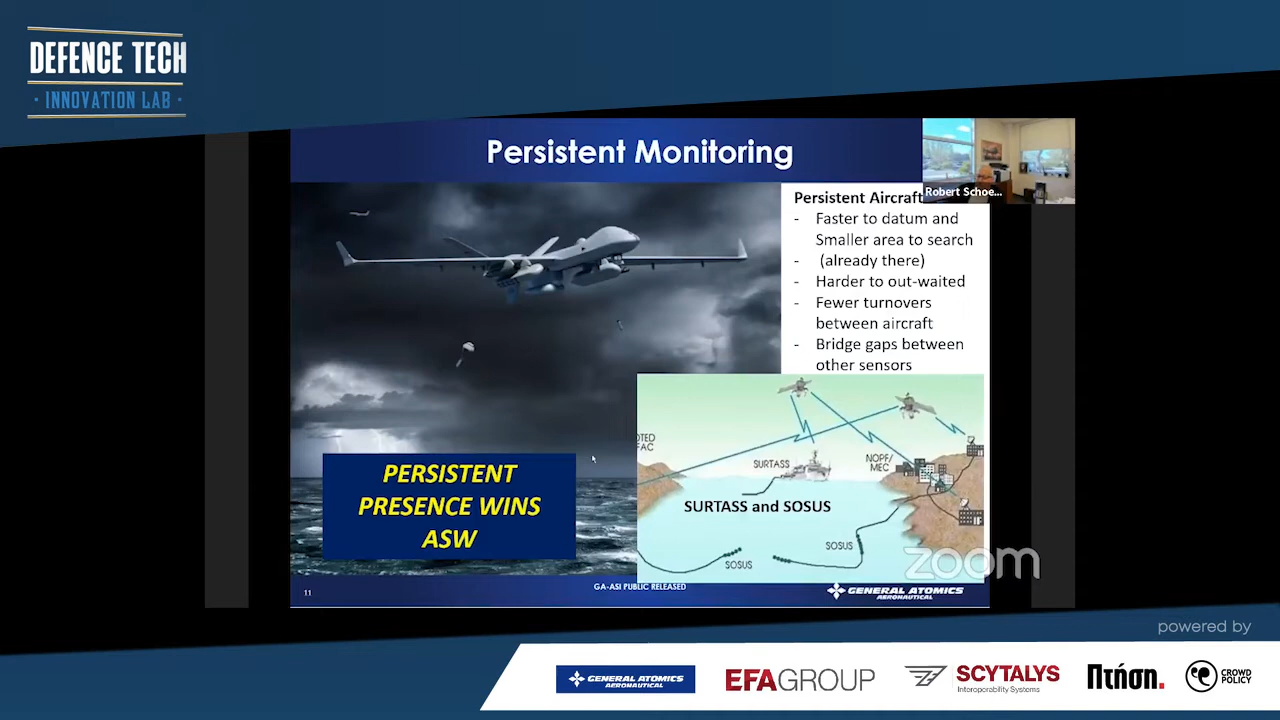 DEFENCE TECH
· INNOVATION LAB ·
Persistent Monitoring
Robert Schoe...
Persistent Aircraft
- Faster to datum and
Smaller area to search
- (already there)
- Harder to out-waited
- Fewer turnovers
between aircraft
- Bridge gaps between
other sensors
PERSISTENT
PRESENCE WINS
ASW
SURTASS
NOPF/
MEC
SURTASS and SOSUS
SOSUS
SOSUS
zoom
11
GA-ASI PUBLIC RELEASED
GENERAL ATOMICS
AERONAUTICAL
powered by
GENERAL ATOMICS
AERONAUTICAL
EFAGROUP
SCYTALYS
Interoperability Systems
Πτήση.
CROWD
POLICY